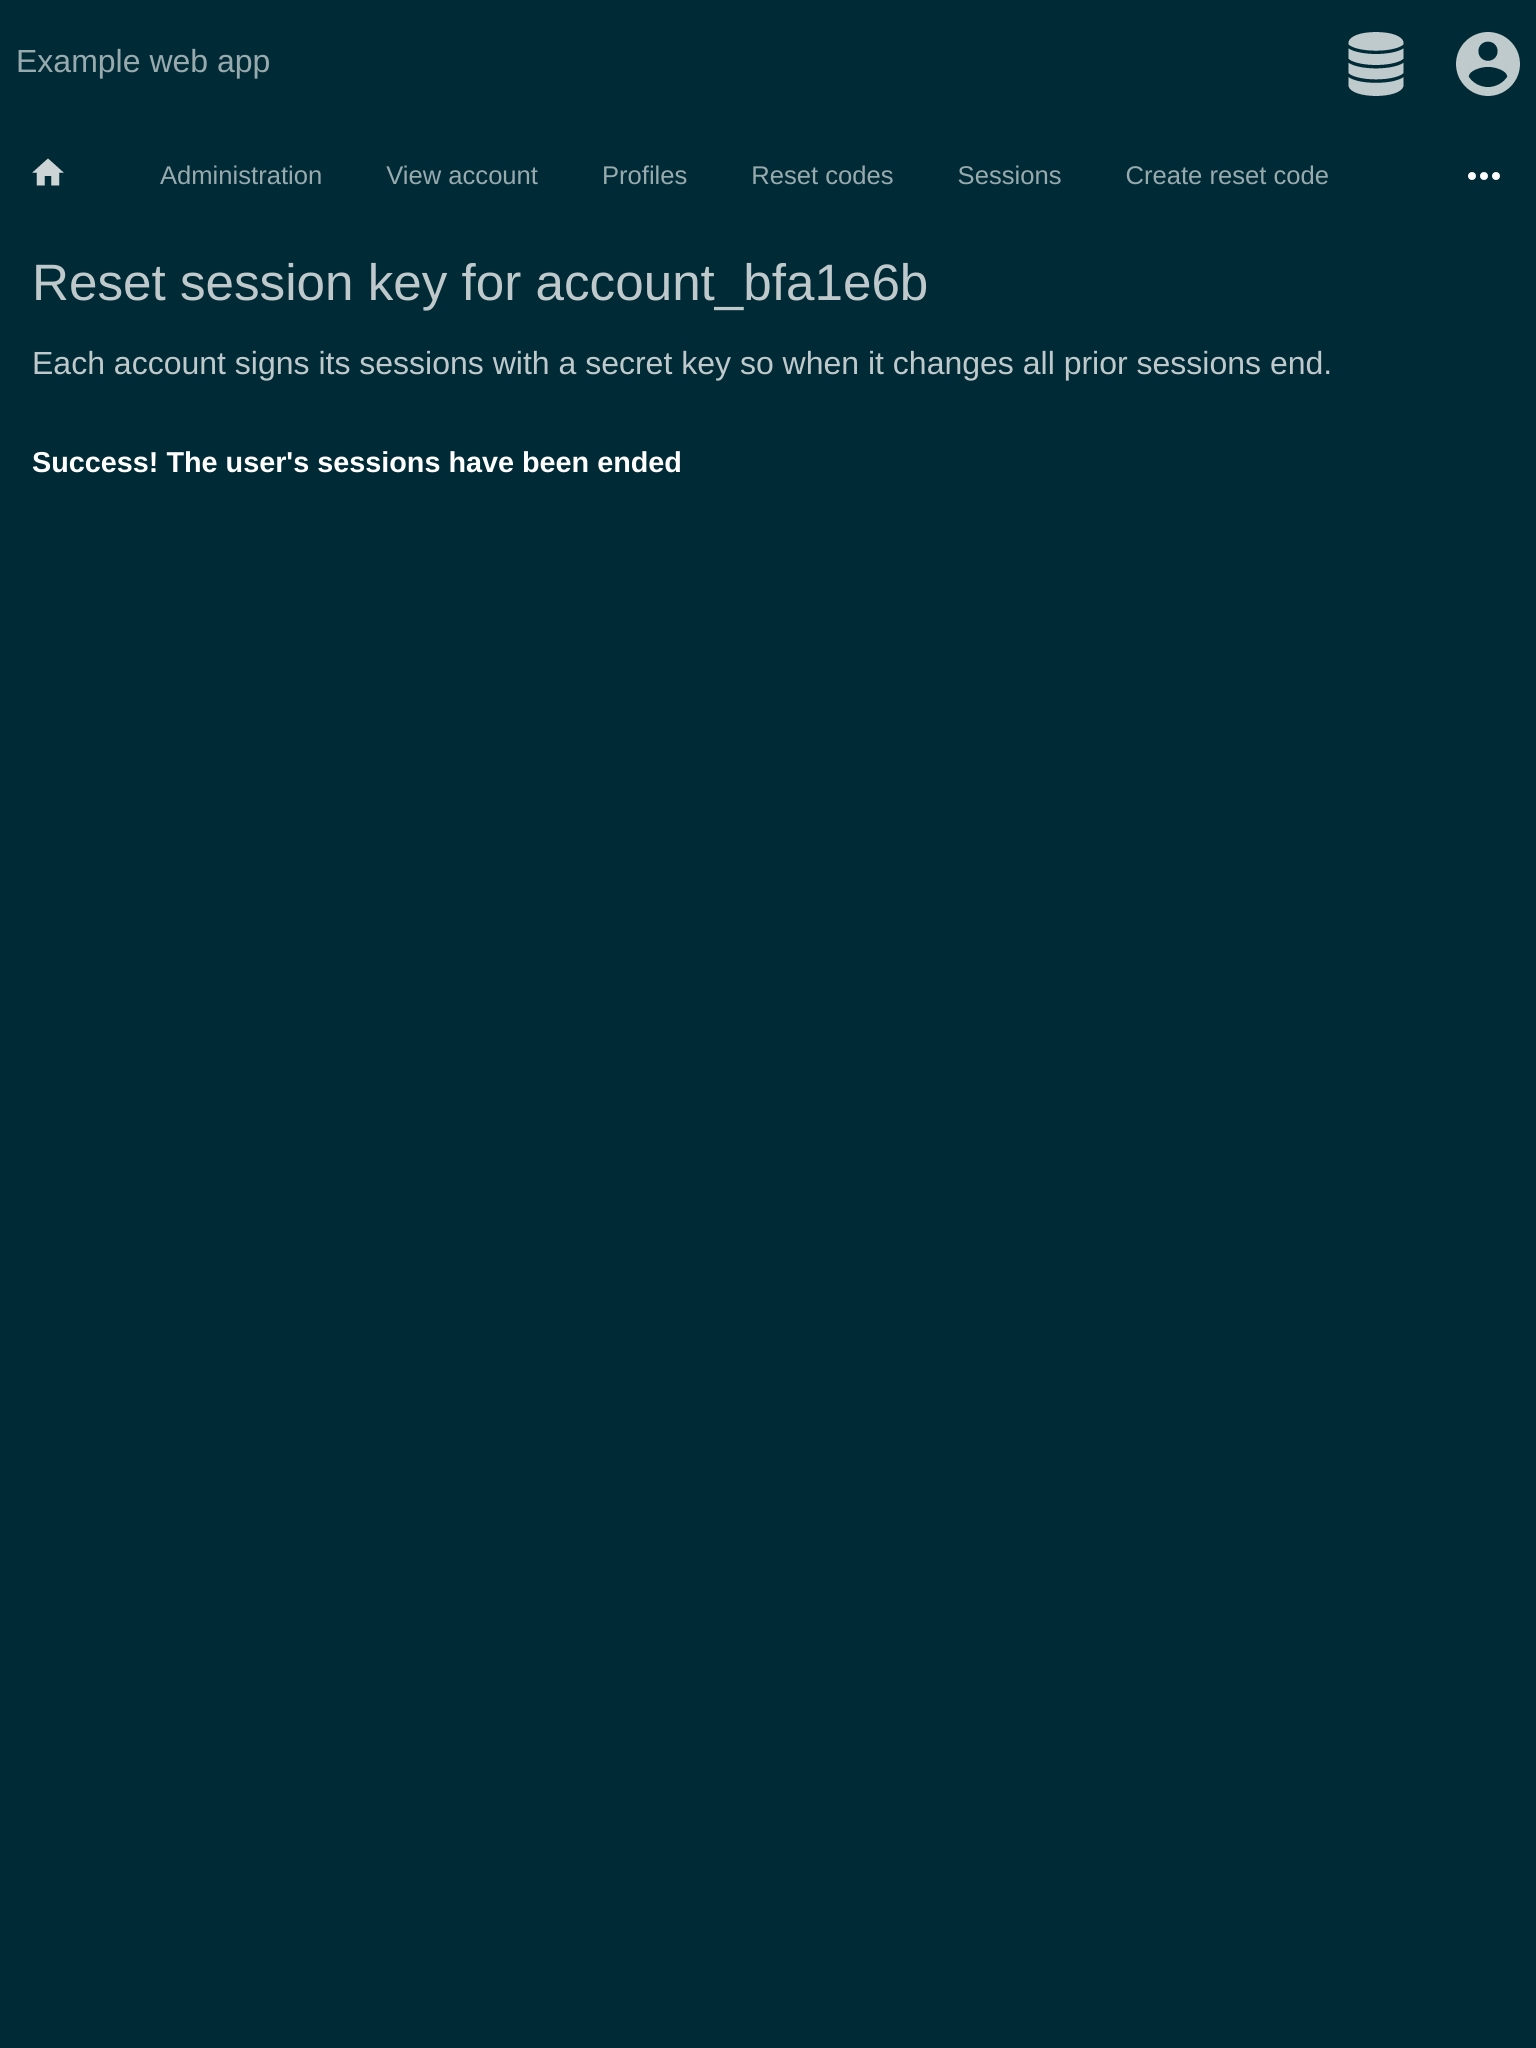 Example web app
Administration View account Profiles Reset codes Sessions Create reset code
Reset session key for account_bfa1e6b
Each account signs its sessions with a secret key so when it changes all prior sessions end.
Success! The user's sessions have been ended